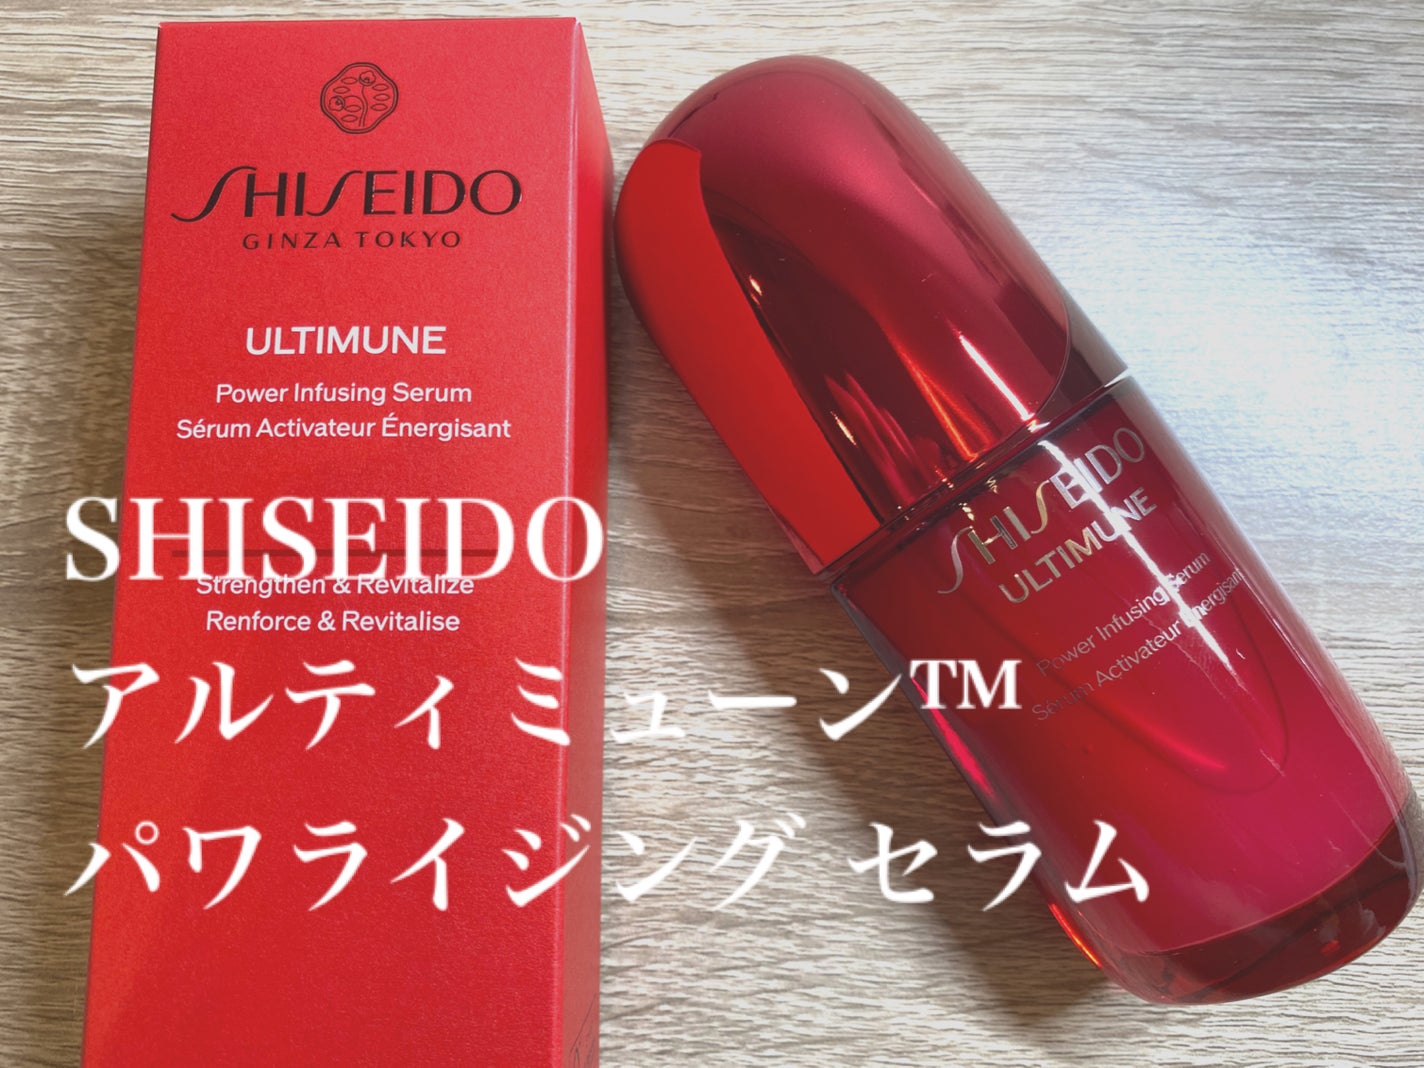 SHISEIDO
GINZA TOKYO
ULTIMUNE
Power Infusing Serum
Sérum Activateur Énergisant
Strengthen & Revitalize
Renforce & Revitalise
SHISEIDO
ULTIMUNE
Power Infusing Serum
Sérum Activateur Énergisant
SHISEIDO
アルティミューン™
パワライジング セラム